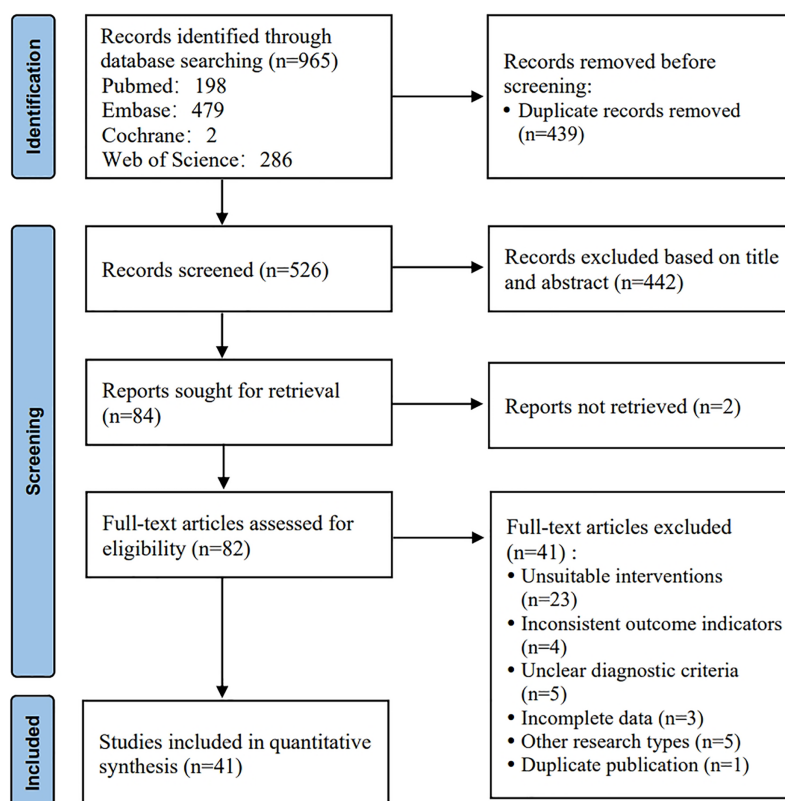 Identification
Records identified through
database searching (n=965)
Pubmed： 198
Embase： 479
Cochrane： 2
Web of Science： 286
Records removed before
screening:
• Duplicate records removed
(n=439)
Screening
Records screened (n=526)
Records excluded based on title
and abstract (n=442)
Reports sought for retrieval
(n=84)
Reports not retrieved (n=2)
Full-text articles assessed for
eligibility (n=82)
Full-text articles excluded
(n=41) :
• Unsuitable interventions
(n=23)
• Inconsistent outcome indicators
(n=4)
• Unclear diagnostic criteria
(n=5)
• Incomplete data (n=3)
• Other research types (n=5)
• Duplicate publication (n=1)
Included
Studies included in quantitative
synthesis (n=41)